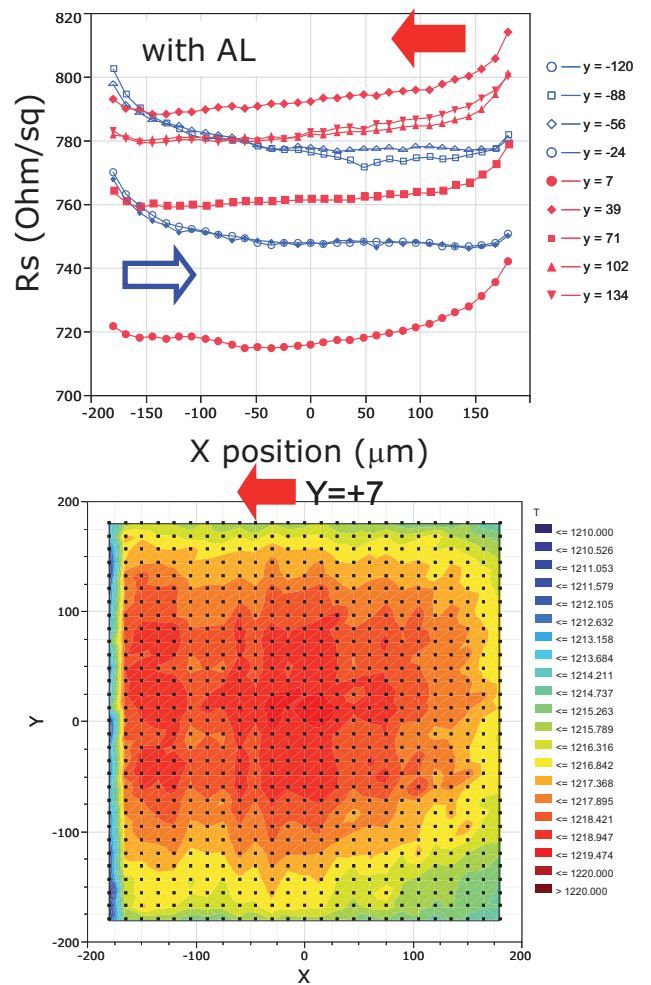 820
800
780
760
740
720
700
Rs (Ohm/sq)
with AL
-200 -150 -100 -50 0 50 100 150
X position (μm)
y = -120
y = -88
y = -56
y = -24
y = 7
y = 39
y = 71
y = 102
y = 134
Y=+7
200
100
0
-100
-200
Y
-200 -100 0 100 200
X
T
<= 1210.000
<= 1210.526
<= 1211.053
<= 1211.579
<= 1212.105
<= 1212.632
<= 1213.158
<= 1213.684
<= 1214.211
<= 1214.737
<= 1215.263
<= 1215.789
<= 1216.316
<= 1216.842
<= 1217.368
<= 1217.895
<= 1218.421
<= 1218.947
<= 1219.474
<= 1220.000
> 1220.000